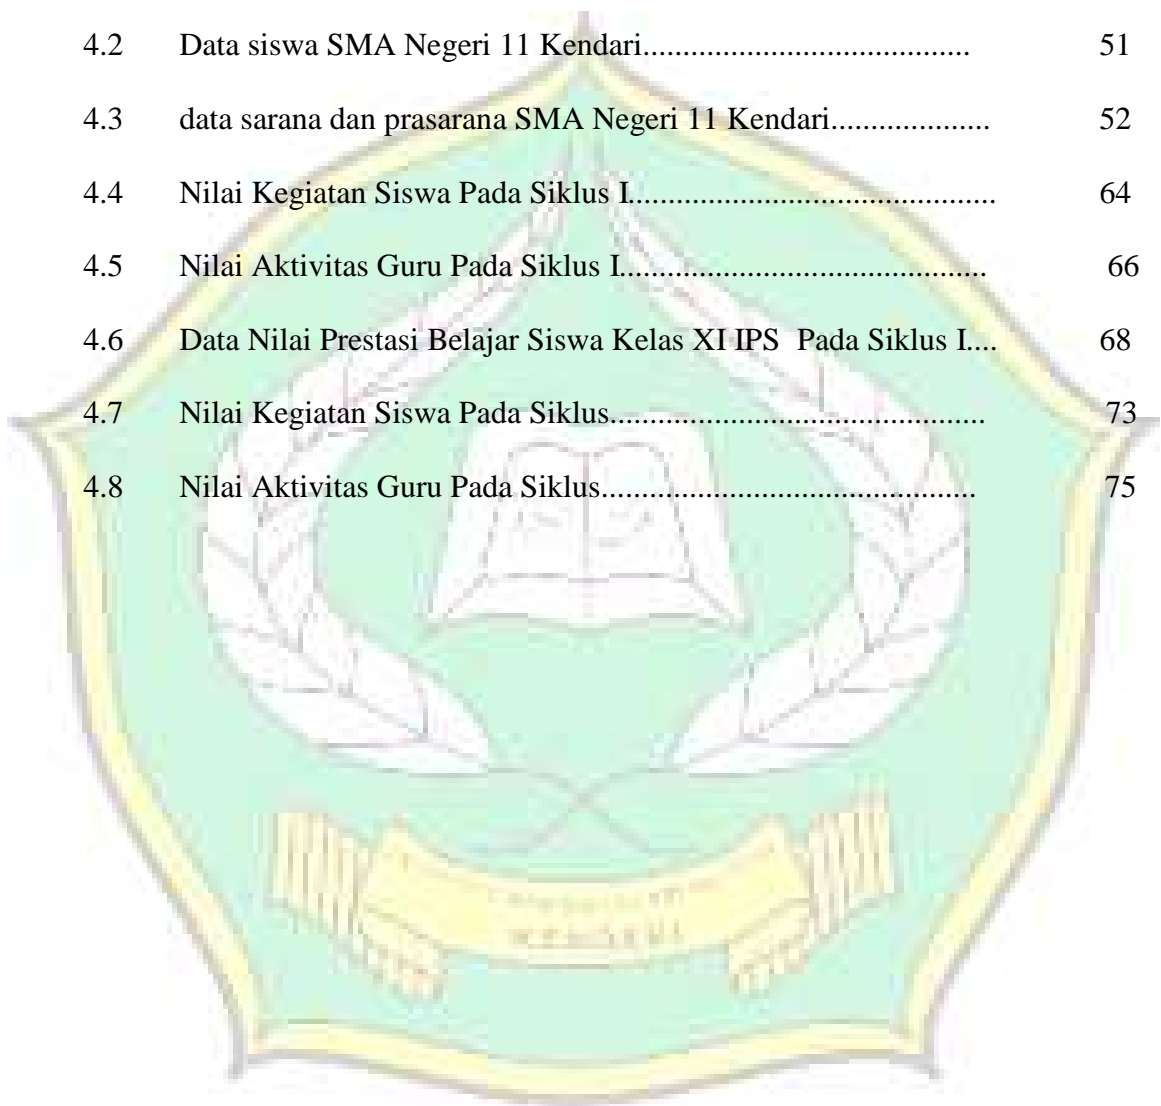 4.2 Data siswa SMA Negeri 11 Kendari......................................... 51
4.3 data sarana dan prasarana SMA Negeri 11 Kendari.................... 52
4.4 Nilai Kegiatan Siswa Pada Siklus I.............................................. 64
4.5 Nilai Aktivitas Guru Pada Siklus I.............................................. 66
4.6 Data Nilai Prestasi Belajar Siswa Kelas XI IPS Pada Siklus I.... 68
4.7 Nilai Kegiatan Siswa Pada Siklus............................................... 73
4.8 Nilai Aktivitas Guru Pada Siklus............................................... 75